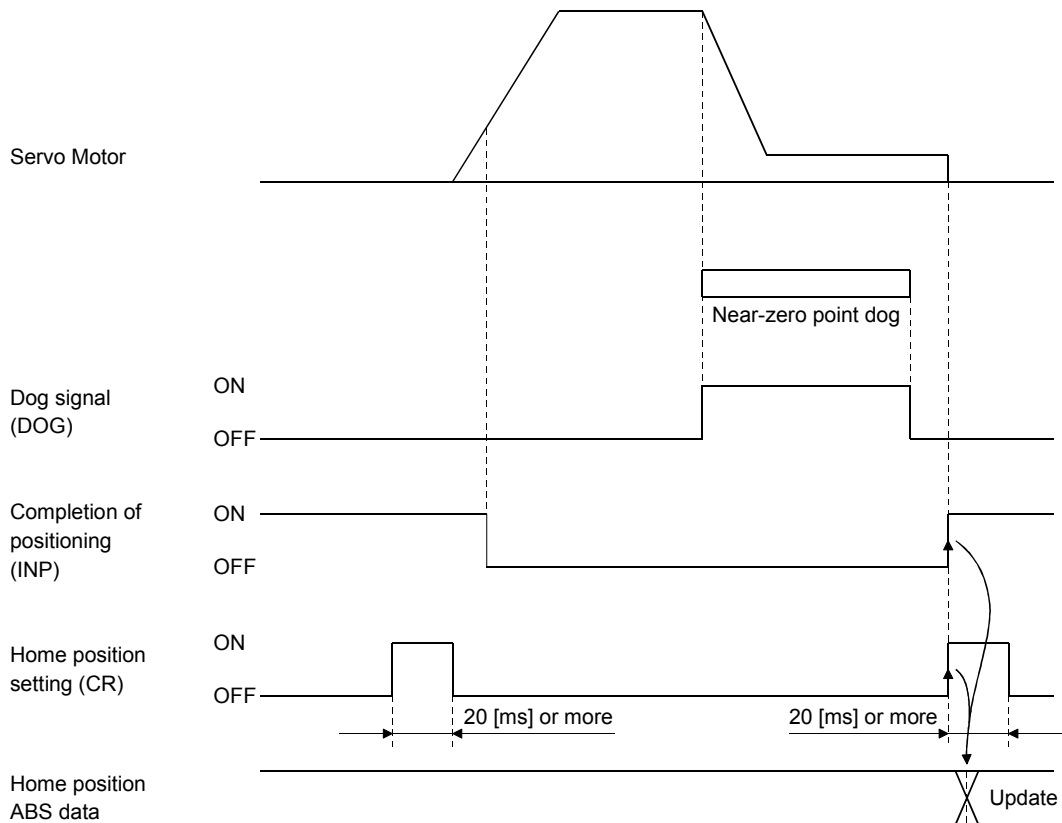 Servo Motor
Near-zero point dog
Dog signal
(DOG)
ON
OFF
Completion of
positioning
(INP)
ON
OFF
Home position
setting (CR)
ON
OFF
20 [ms] or more
20 [ms] or more
Home position
ABS data
Update